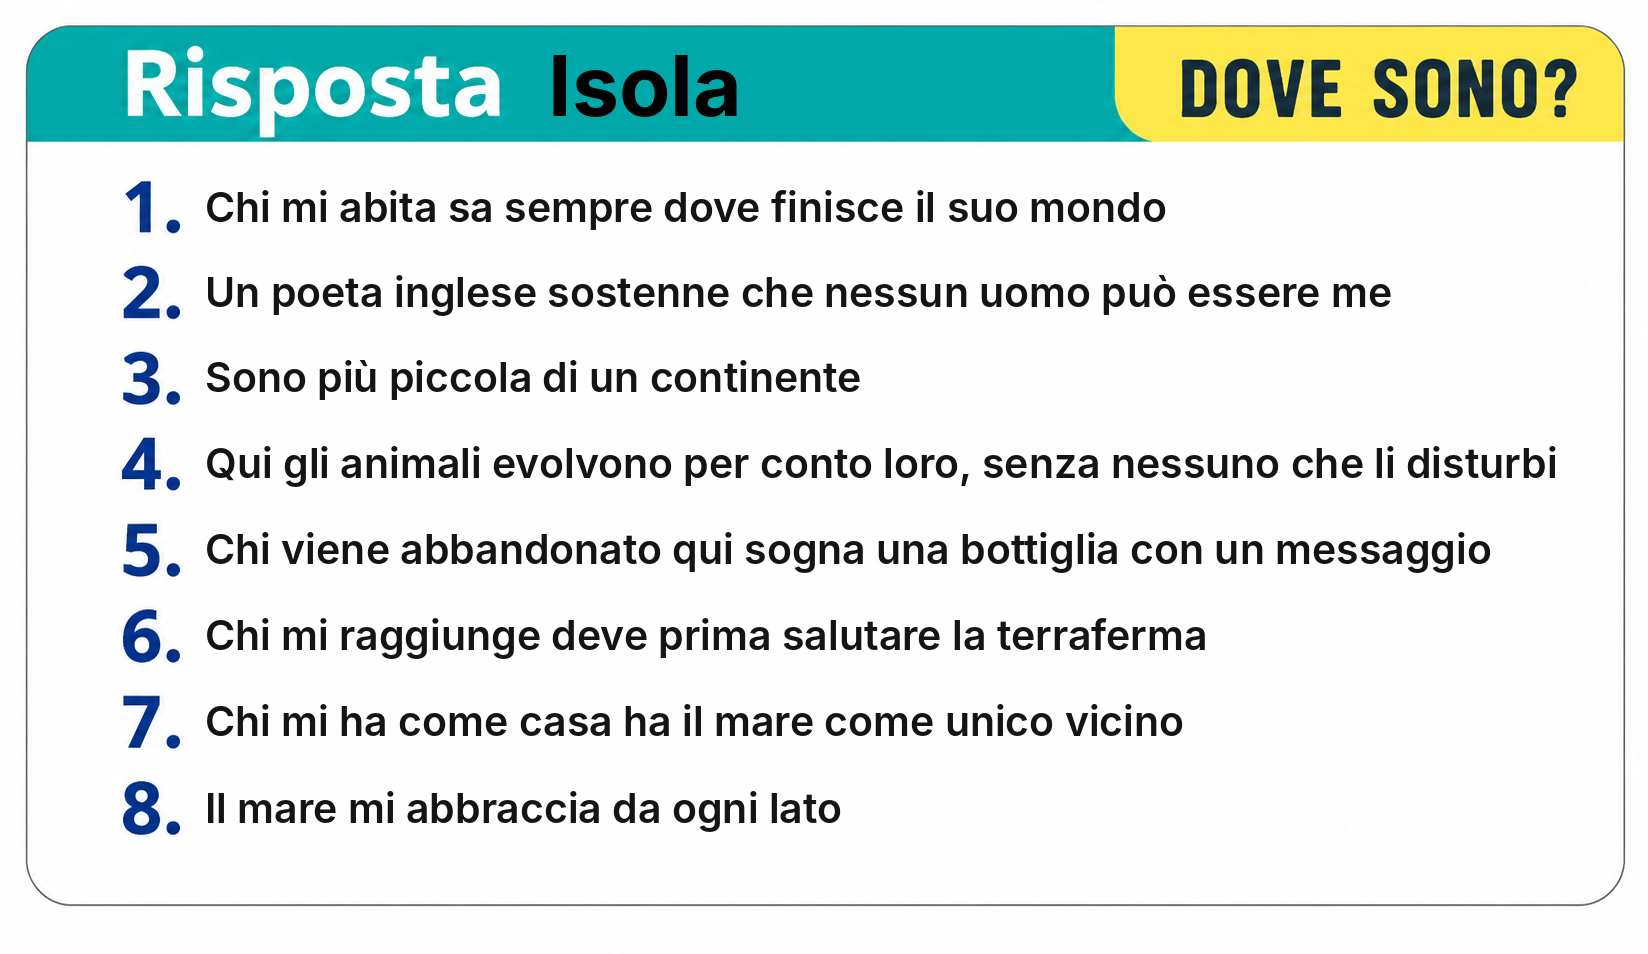 Risposta Isola
DOVE SONO?
1. Chi mi abita sa sempre dove finisce il suo mondo
2. Un poeta inglese sostenne che nessun uomo può essere me
3. Sono più piccola di un continente
4. Qui gli animali evolvono per conto loro, senza nessuno che li disturbi
5. Chi viene abbandonato qui sogna una bottiglia con un messaggio
6. Chi mi raggiunge deve prima salutare la terraferma
7. Chi mi ha come casa ha il mare come unico vicino
8. Il mare mi abbraccia da ogni lato